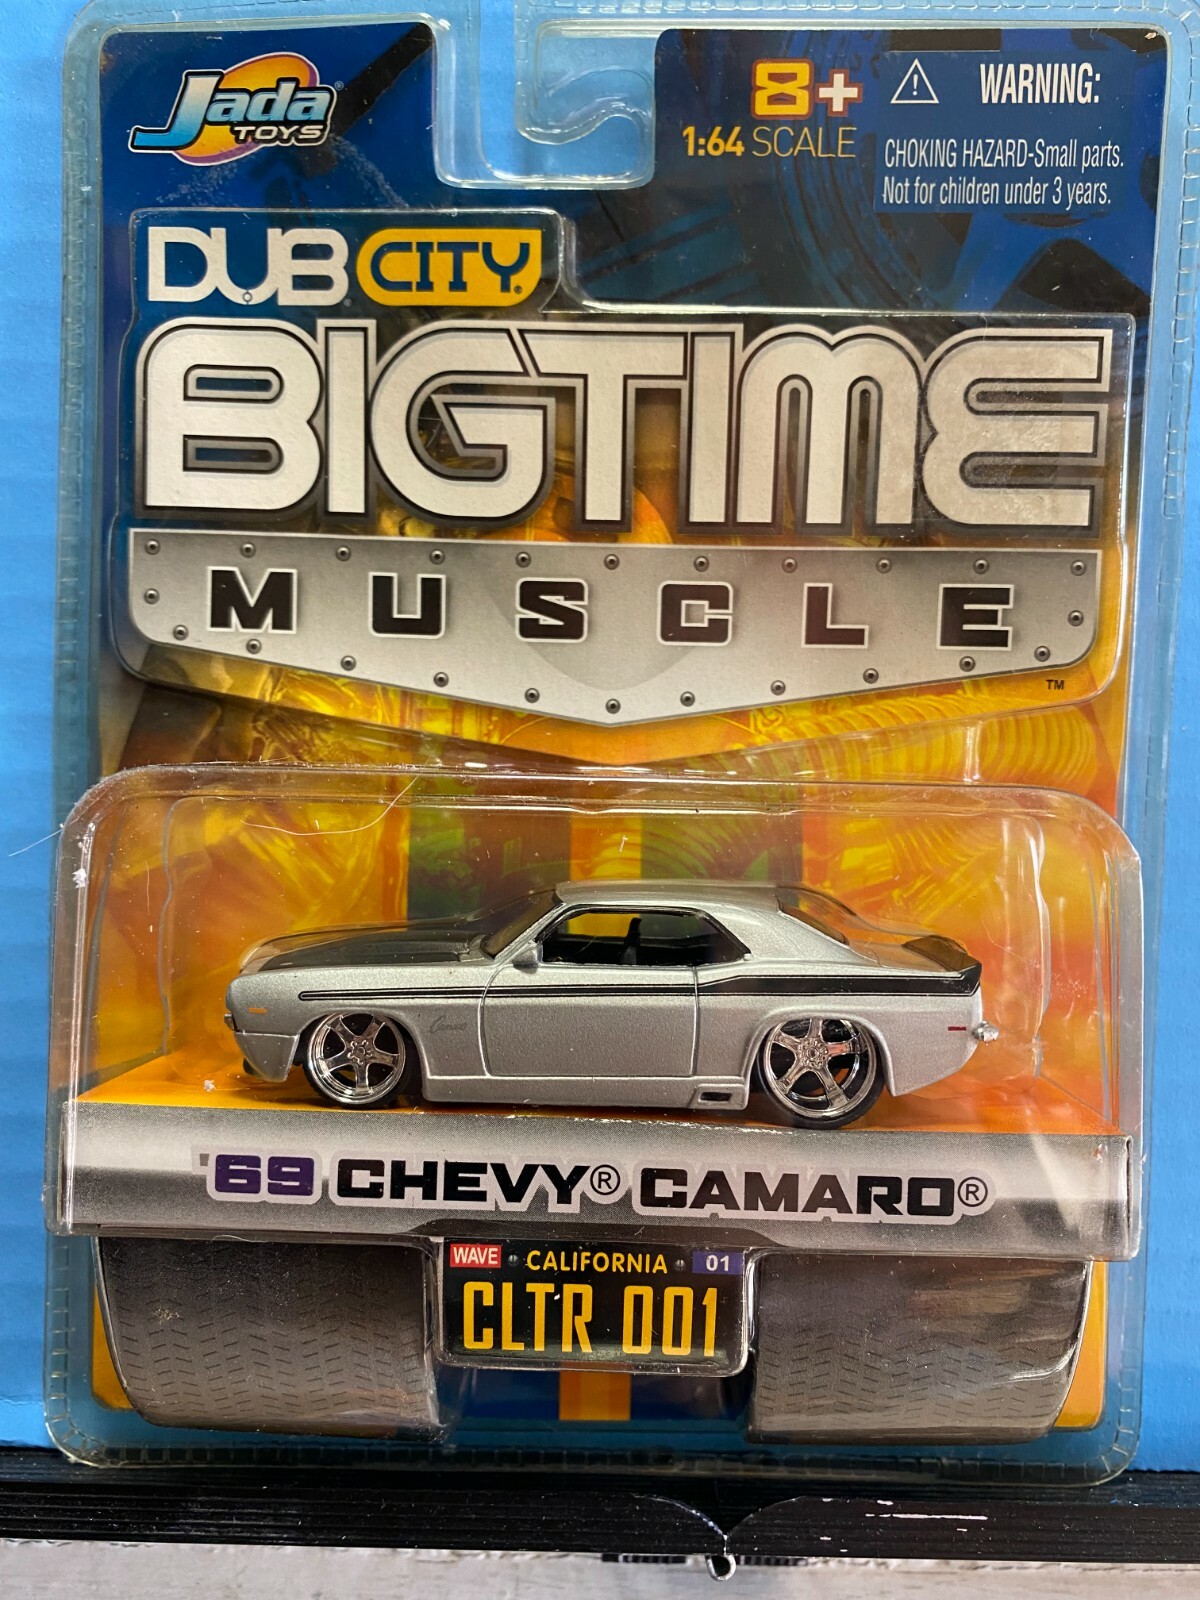 Jada®
TOYS
8+
1:64 SCALE
WARNING:
CHOKING HAZARD-Small parts.
Not for children under 3 years.
DUB® CITY®
BIGTIME
MUSCLE
TM
Camaro
'69 CHEVY® CAMARO®
WAVE CALIFORNIA 01
CLTR 001